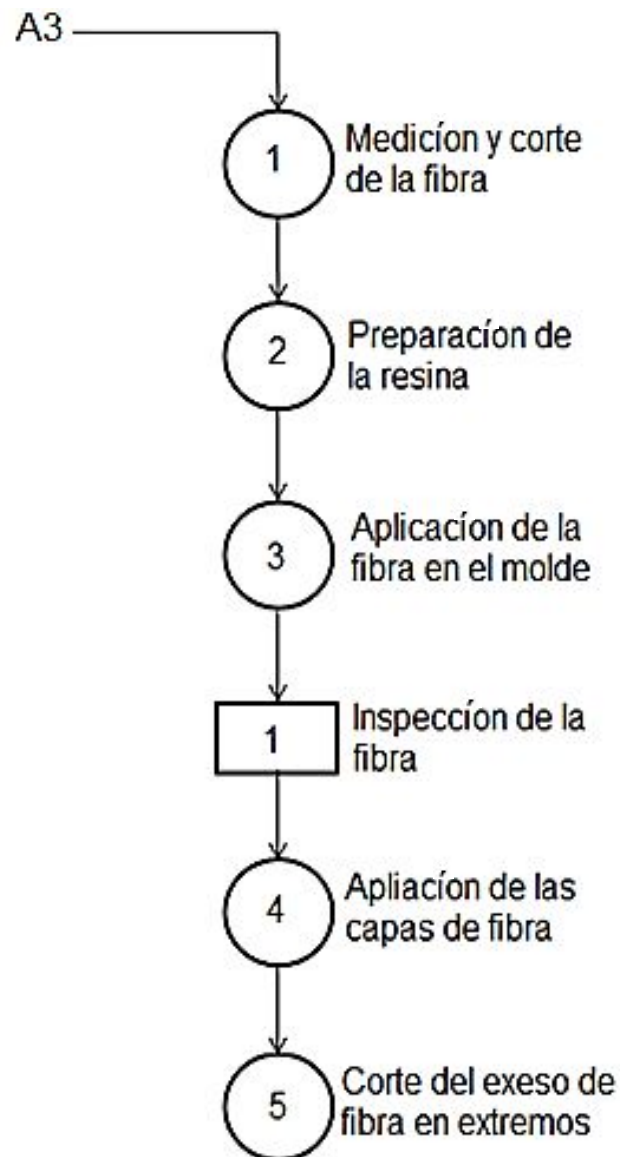 A3
1
Medicíon y corte
de la fibra
2
Preparacíon de
la resina
3
Aplicacíon de la
fibra en el molde
1
Inspeccíon de la
fibra
4
Apliacíon de las
capas de fibra
5
Corte del exeso de
fibra en extremos